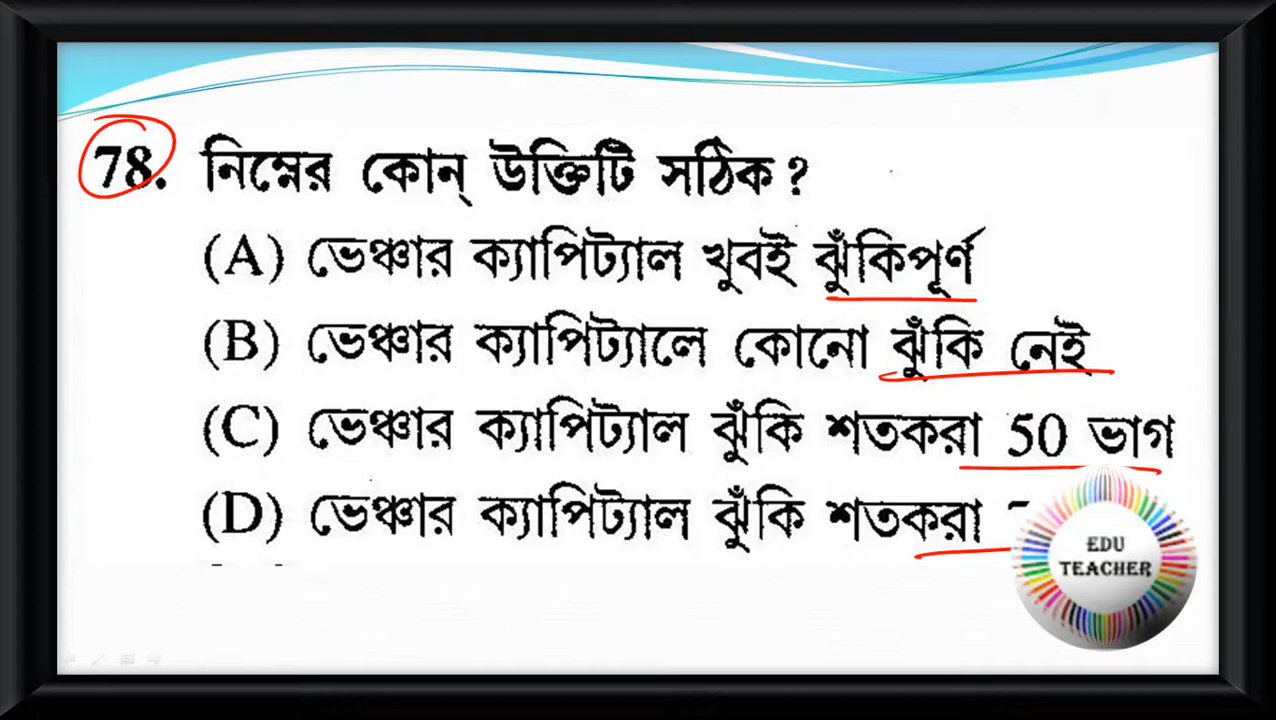 78. নিম্নের কোন্ উক্তিটি সঠিক?
(A) ভেঞ্চার ক্যাপিট্যাল খুবই ঝুঁকিপূর্ণ
(B) ভেঞ্চার ক্যাপিট্যালে কোনো ঝুঁকি নেই
(C) ভেঞ্চার ক্যাপিট্যাল ঝুঁকি শতকরা 50 ভাগ
(D) ভেঞ্চার ক্যাপিট্যাল ঝুঁকি শতকরা
EDU
TEACHER